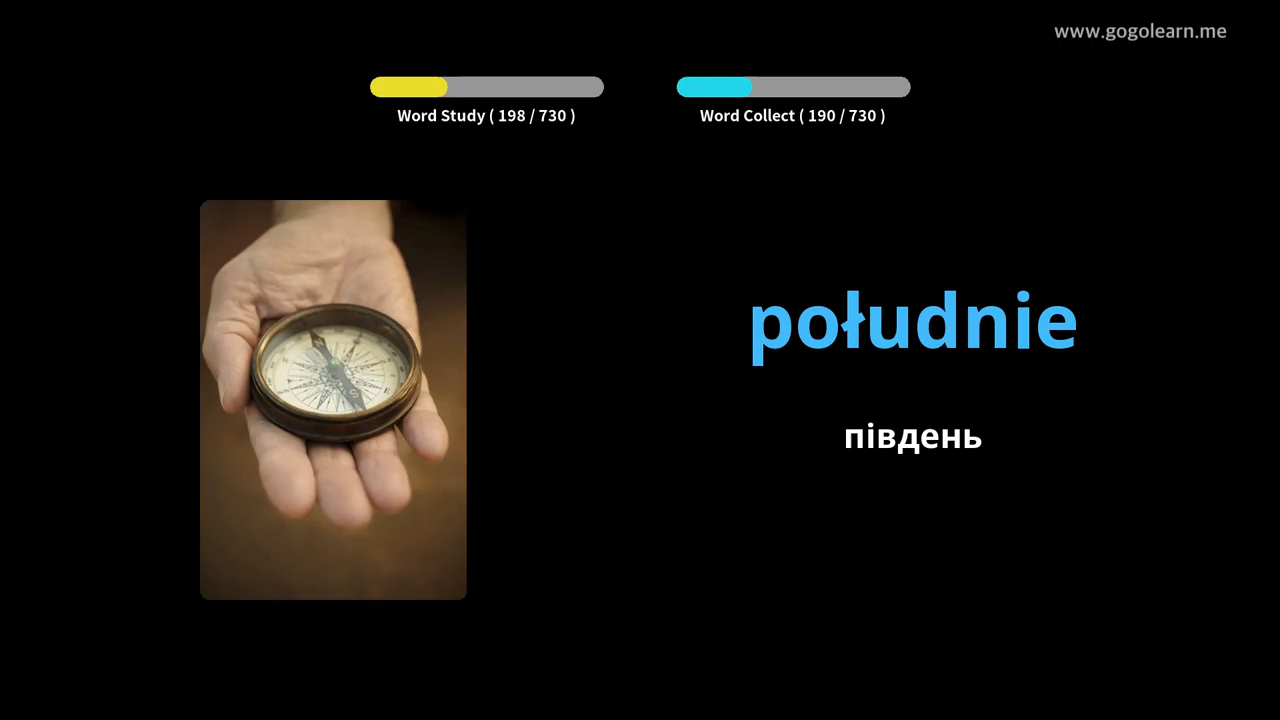 www.gogolearn.me
Word Study ( 198 / 730 )
Word Collect ( 190 / 730 )
południe
південь